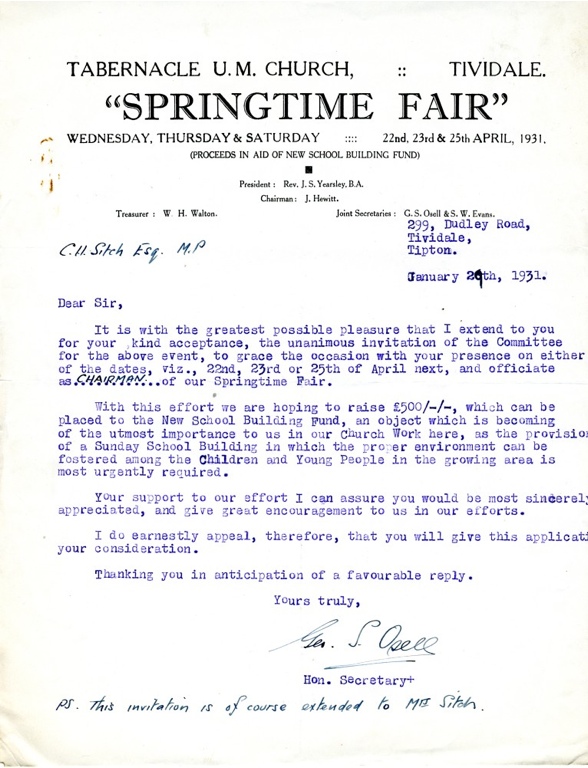 TABERNACLE U.M. CHURCH, :: TIVIDALE.
"SPRINGTIME FAIR"
WEDNESDAY, THURSDAY & SATURDAY :::: 22nd, 23rd & 25th APRIL, 1931.
(PROCEEDS IN AID OF NEW SCHOOL BUILDING FUND)
President: Rev. J. S. Yearsley, B.A.
Chairman: J. Hewitt.
Treasurer: W. H. Walton. Joint Secretaries: G. S. Osell & S. W. Evans.
299, Dudley Road,
Tividale,
Tipton.
C.H. Sitch Esq. M.P
January 29th, 1931.
Dear Sir,
It is with the greatest possible pleasure that I extend to you
for your kind acceptance, the unanimous invitation of the Committee
for the above event, to grace the occasion with your presence on either
of the dates, viz., 22nd, 23rd or 25th of April next, and officiate
as.CHAIRMAN..of our Springtime Fair.
With this effort we are hoping to raise £500/-/-, which can be
placed to the New School Building Fund, an object which is becoming
of the utmost importance to us in our Church Work here, as the provision
of a Sunday School Building in which the proper environment can be
fostered among the Children and Young People in the growing area is
most urgently required.
Your support to our effort I can assure you would be most sincerely
appreciated, and give great encouragement to us in our efforts.
I do earnestly appeal, therefore, that you will give this applicati
your consideration.
Thanking you in anticipation of a favourable reply.
Yours truly,
Geo. S. Osell
Hon. Secretary+
PS. This invitation is of course extended to Mrs Sitch.